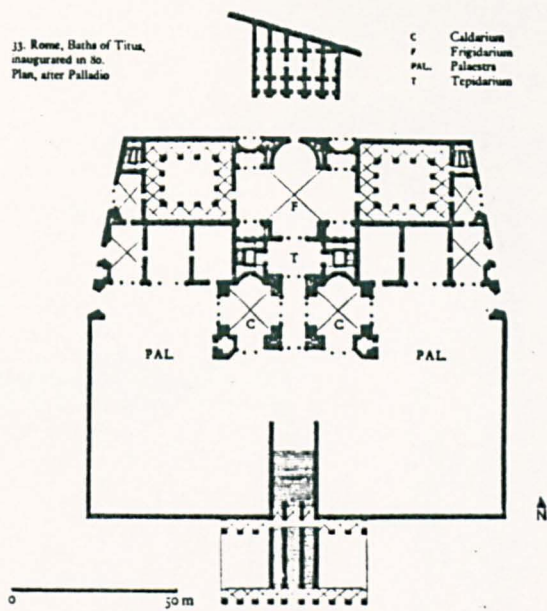 33. Rome, Baths of Titus,
inaugurated in 80.
Plan, after Palladio
C Caldarium
F Frigidarium
PAL. Palaestra
T Tepidarium
F
T
C C
PAL. PAL.
N
0 50 m